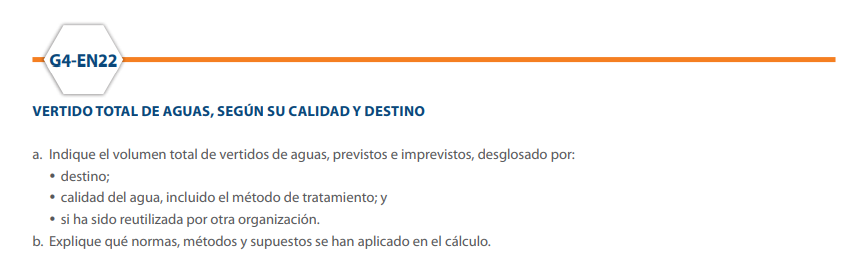 G4-EN22
VERTIDO TOTAL DE AGUAS, SEGÚN SU CALIDAD Y DESTINO
a. Indique el volumen total de vertidos de aguas, previstos e imprevistos, desglosado por:
• destino;
• calidad del agua, incluido el método de tratamiento; y
• si ha sido reutilizada por otra organización.
b. Explique qué normas, métodos y supuestos se han aplicado en el cálculo.